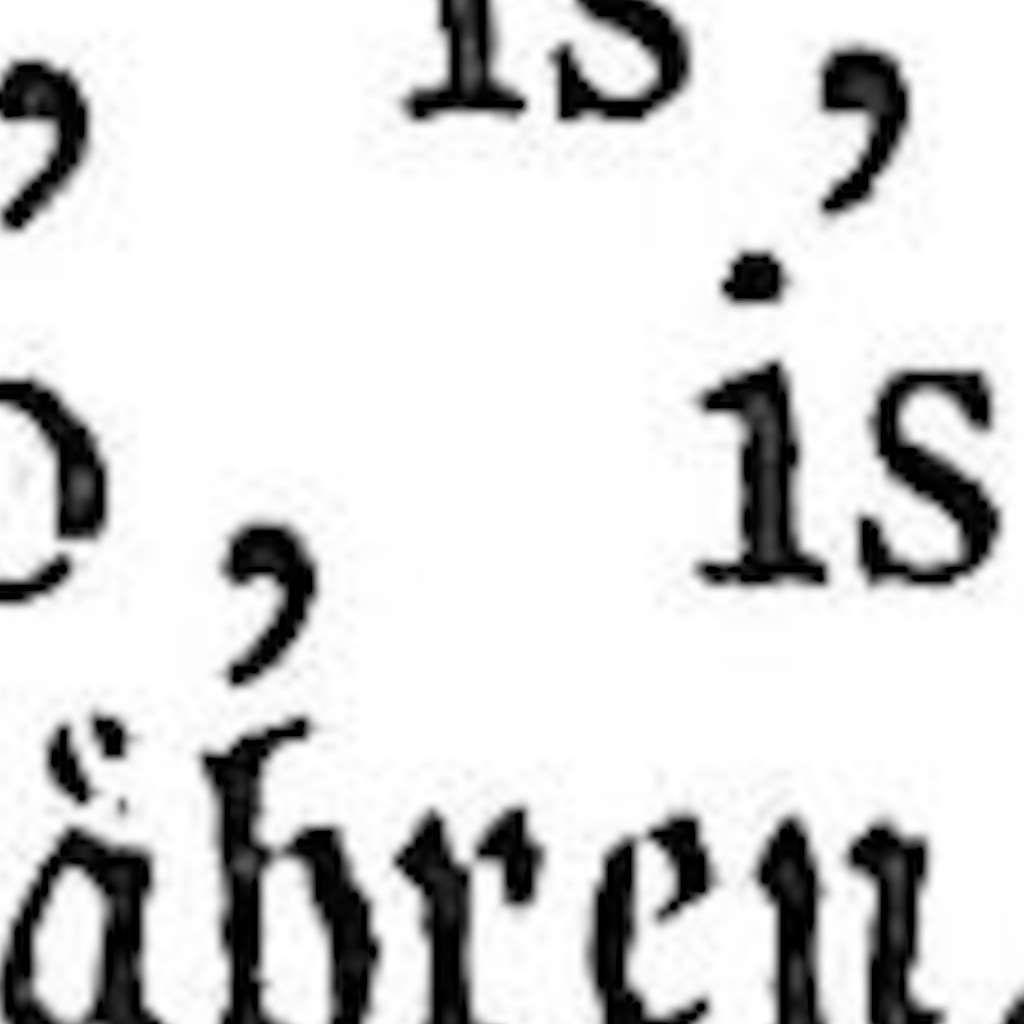 , is,
o, is
ähren